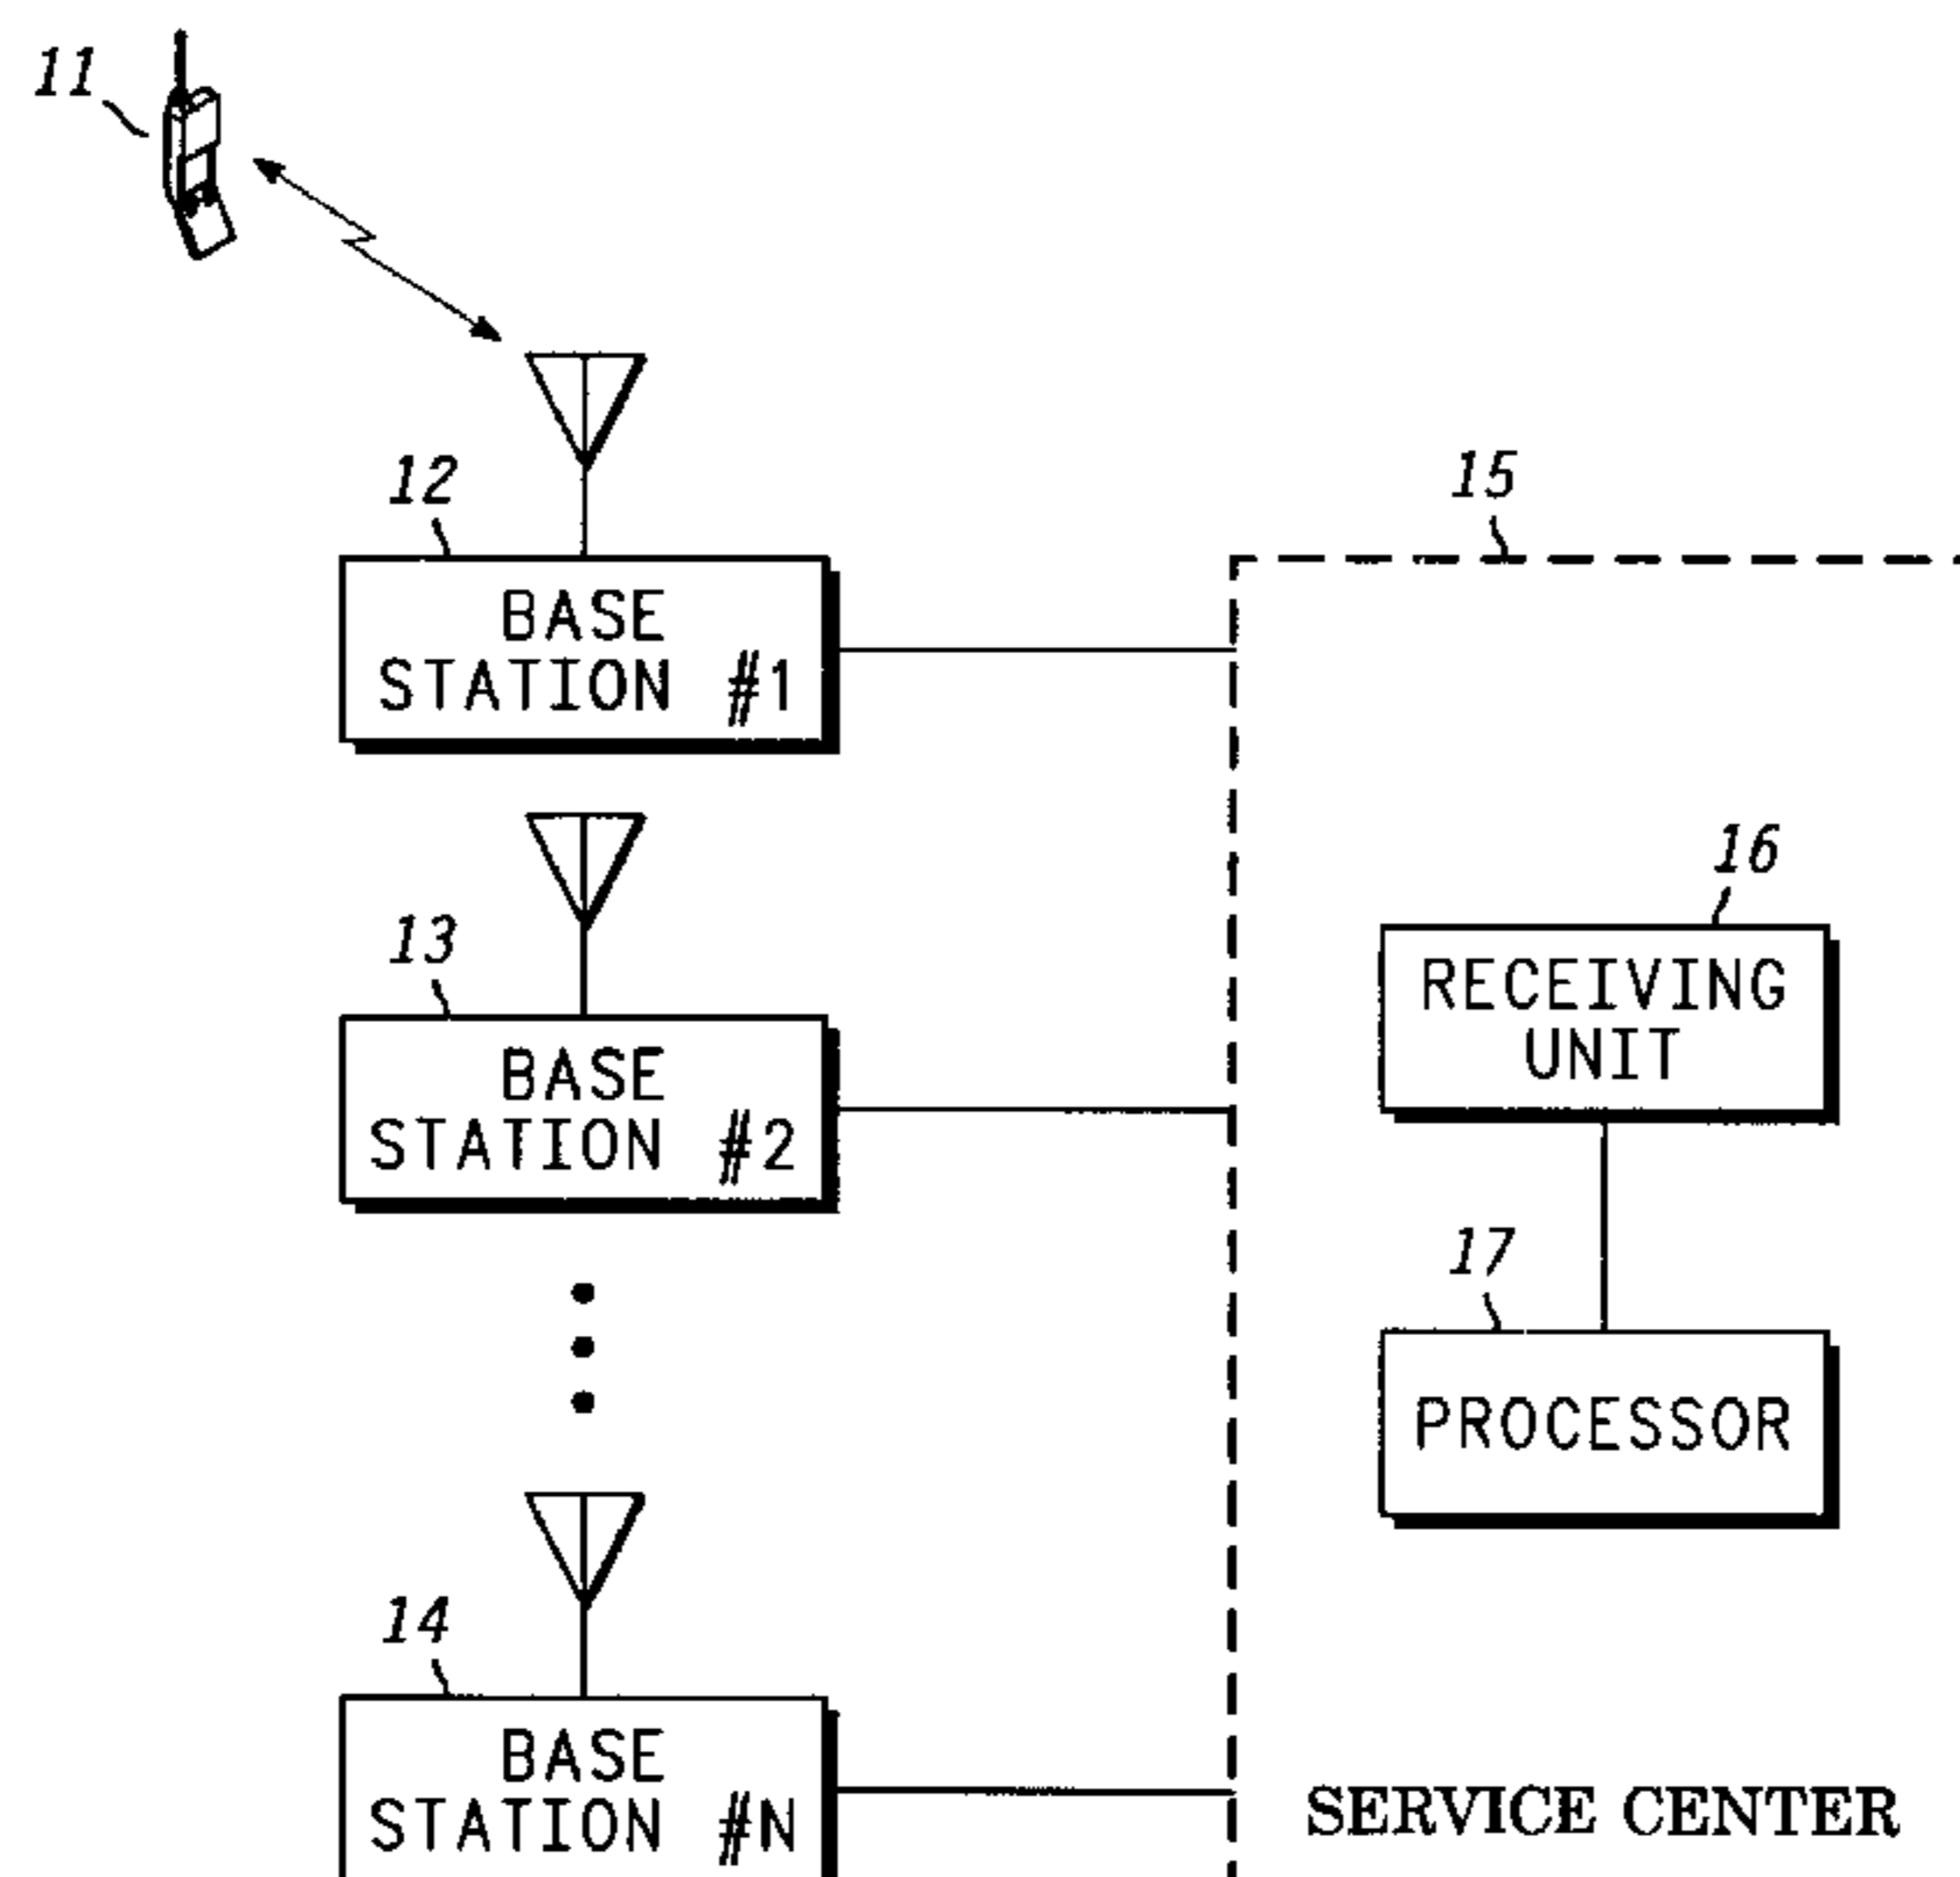 11
12
15
BASE
STATION #1
16
13
RECEIVING
UNIT
BASE
STATION #2
17
PROCESSOR
14
BASE
STATION #N
SERVICE CENTER